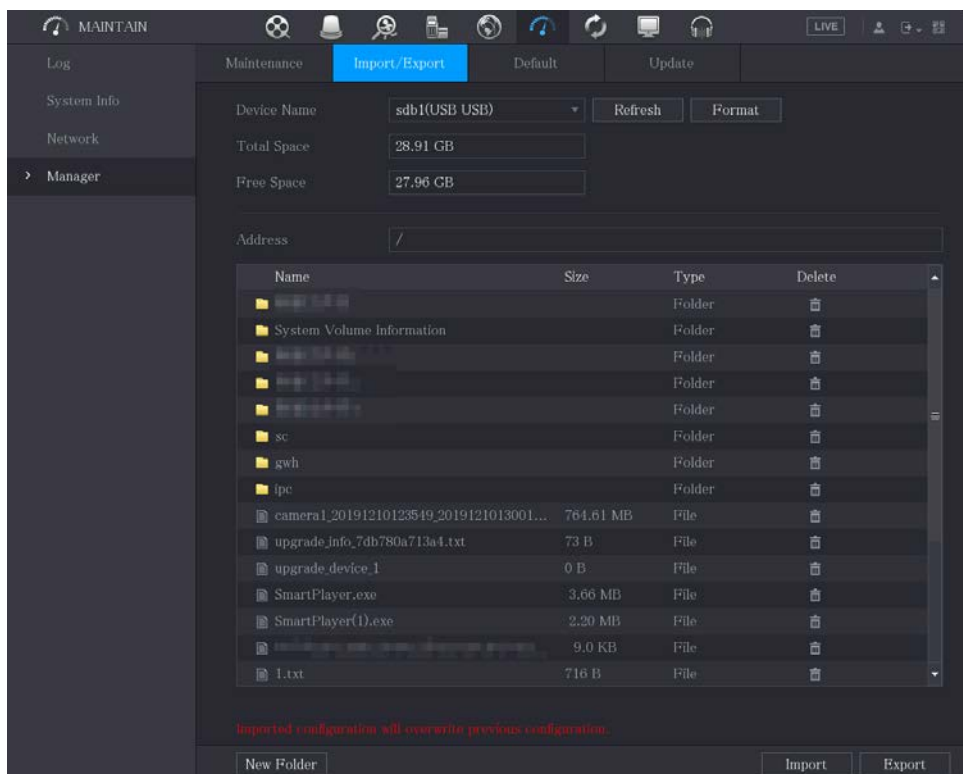 MAINTAIN LIVE
Log Maintenance Import/Export Default Update
System Info
Network
Manager
Device Name sdb1(USB USB) Refresh Format
Total Space 28.91 GB
Free Space 27.96 GB
Address /
Name Size Type Delete
Folder
System Volume Information Folder
Folder
Folder
Folder
sc Folder
gwh Folder
ipc Folder
camera1_20191210123549_2019121013001... 764.61 MB File
upgrade_info_7db780a713a4.txt 73 B File
upgrade_device_1 0 B File
SmartPlayer.exe 3.66 MB File
SmartPlayer(1).exe 2.20 MB File
9.0 KB File
1.txt 716 B File
Imported configuration will overwrite previous configuration.
New Folder Import Export